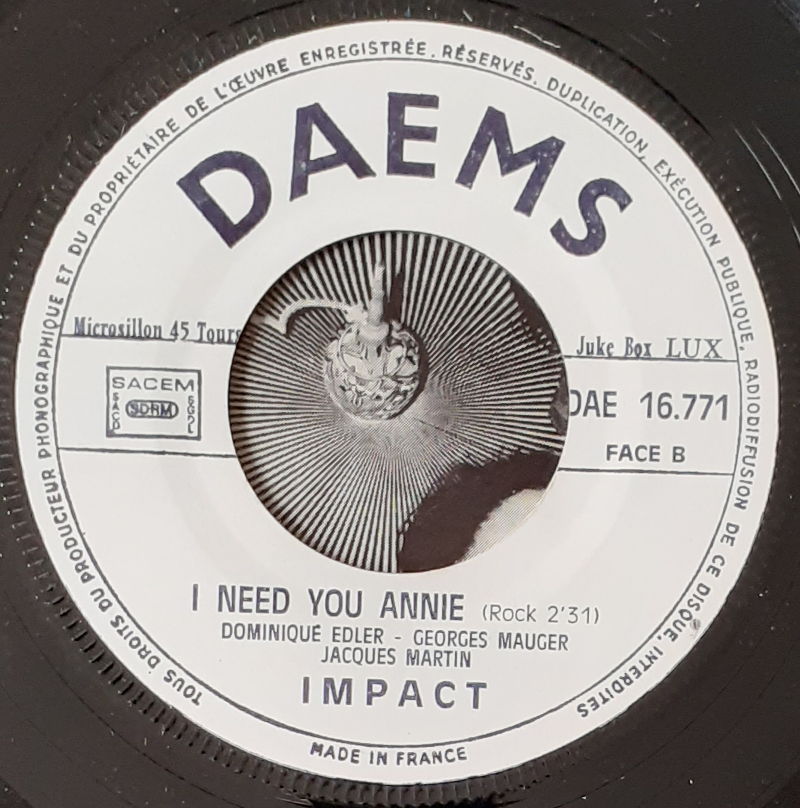 TOUS DROITS DU PRODUCTEUR PHONOGRAPHIQUE ET DU PROPRIÉTAIRE DE L'ŒUVRE ENREGISTRÉE. RÉSERVÉS. DUPLICATION, EXÉCUTION PUBLIQUE, RADIODIFFUSION DE CE DISQUE, INTERDITES
DAEMS
Microsillon 45 Tours
Juke Box LUX
SACEM
SACD SDRM SGDL
DAE 16.771
FACE B
I NEED YOU ANNIE (Rock 2'31)
DOMINIQUE EDLER - GEORGES MAUGER
JACQUES MARTIN
IMPACT
MADE IN FRANCE